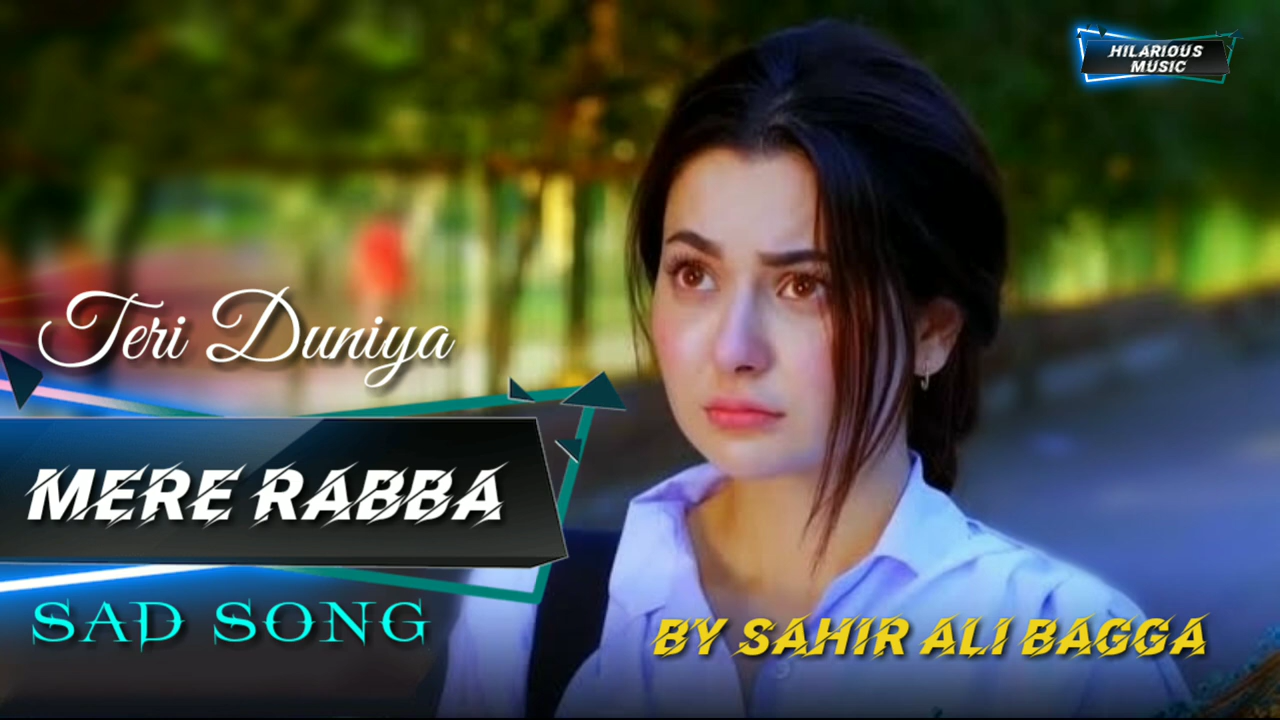 HILARIOUS
MUSIC
Teri Duniya
MERE RABBA
SAD SONG
BY SAHIR ALI BAGGA